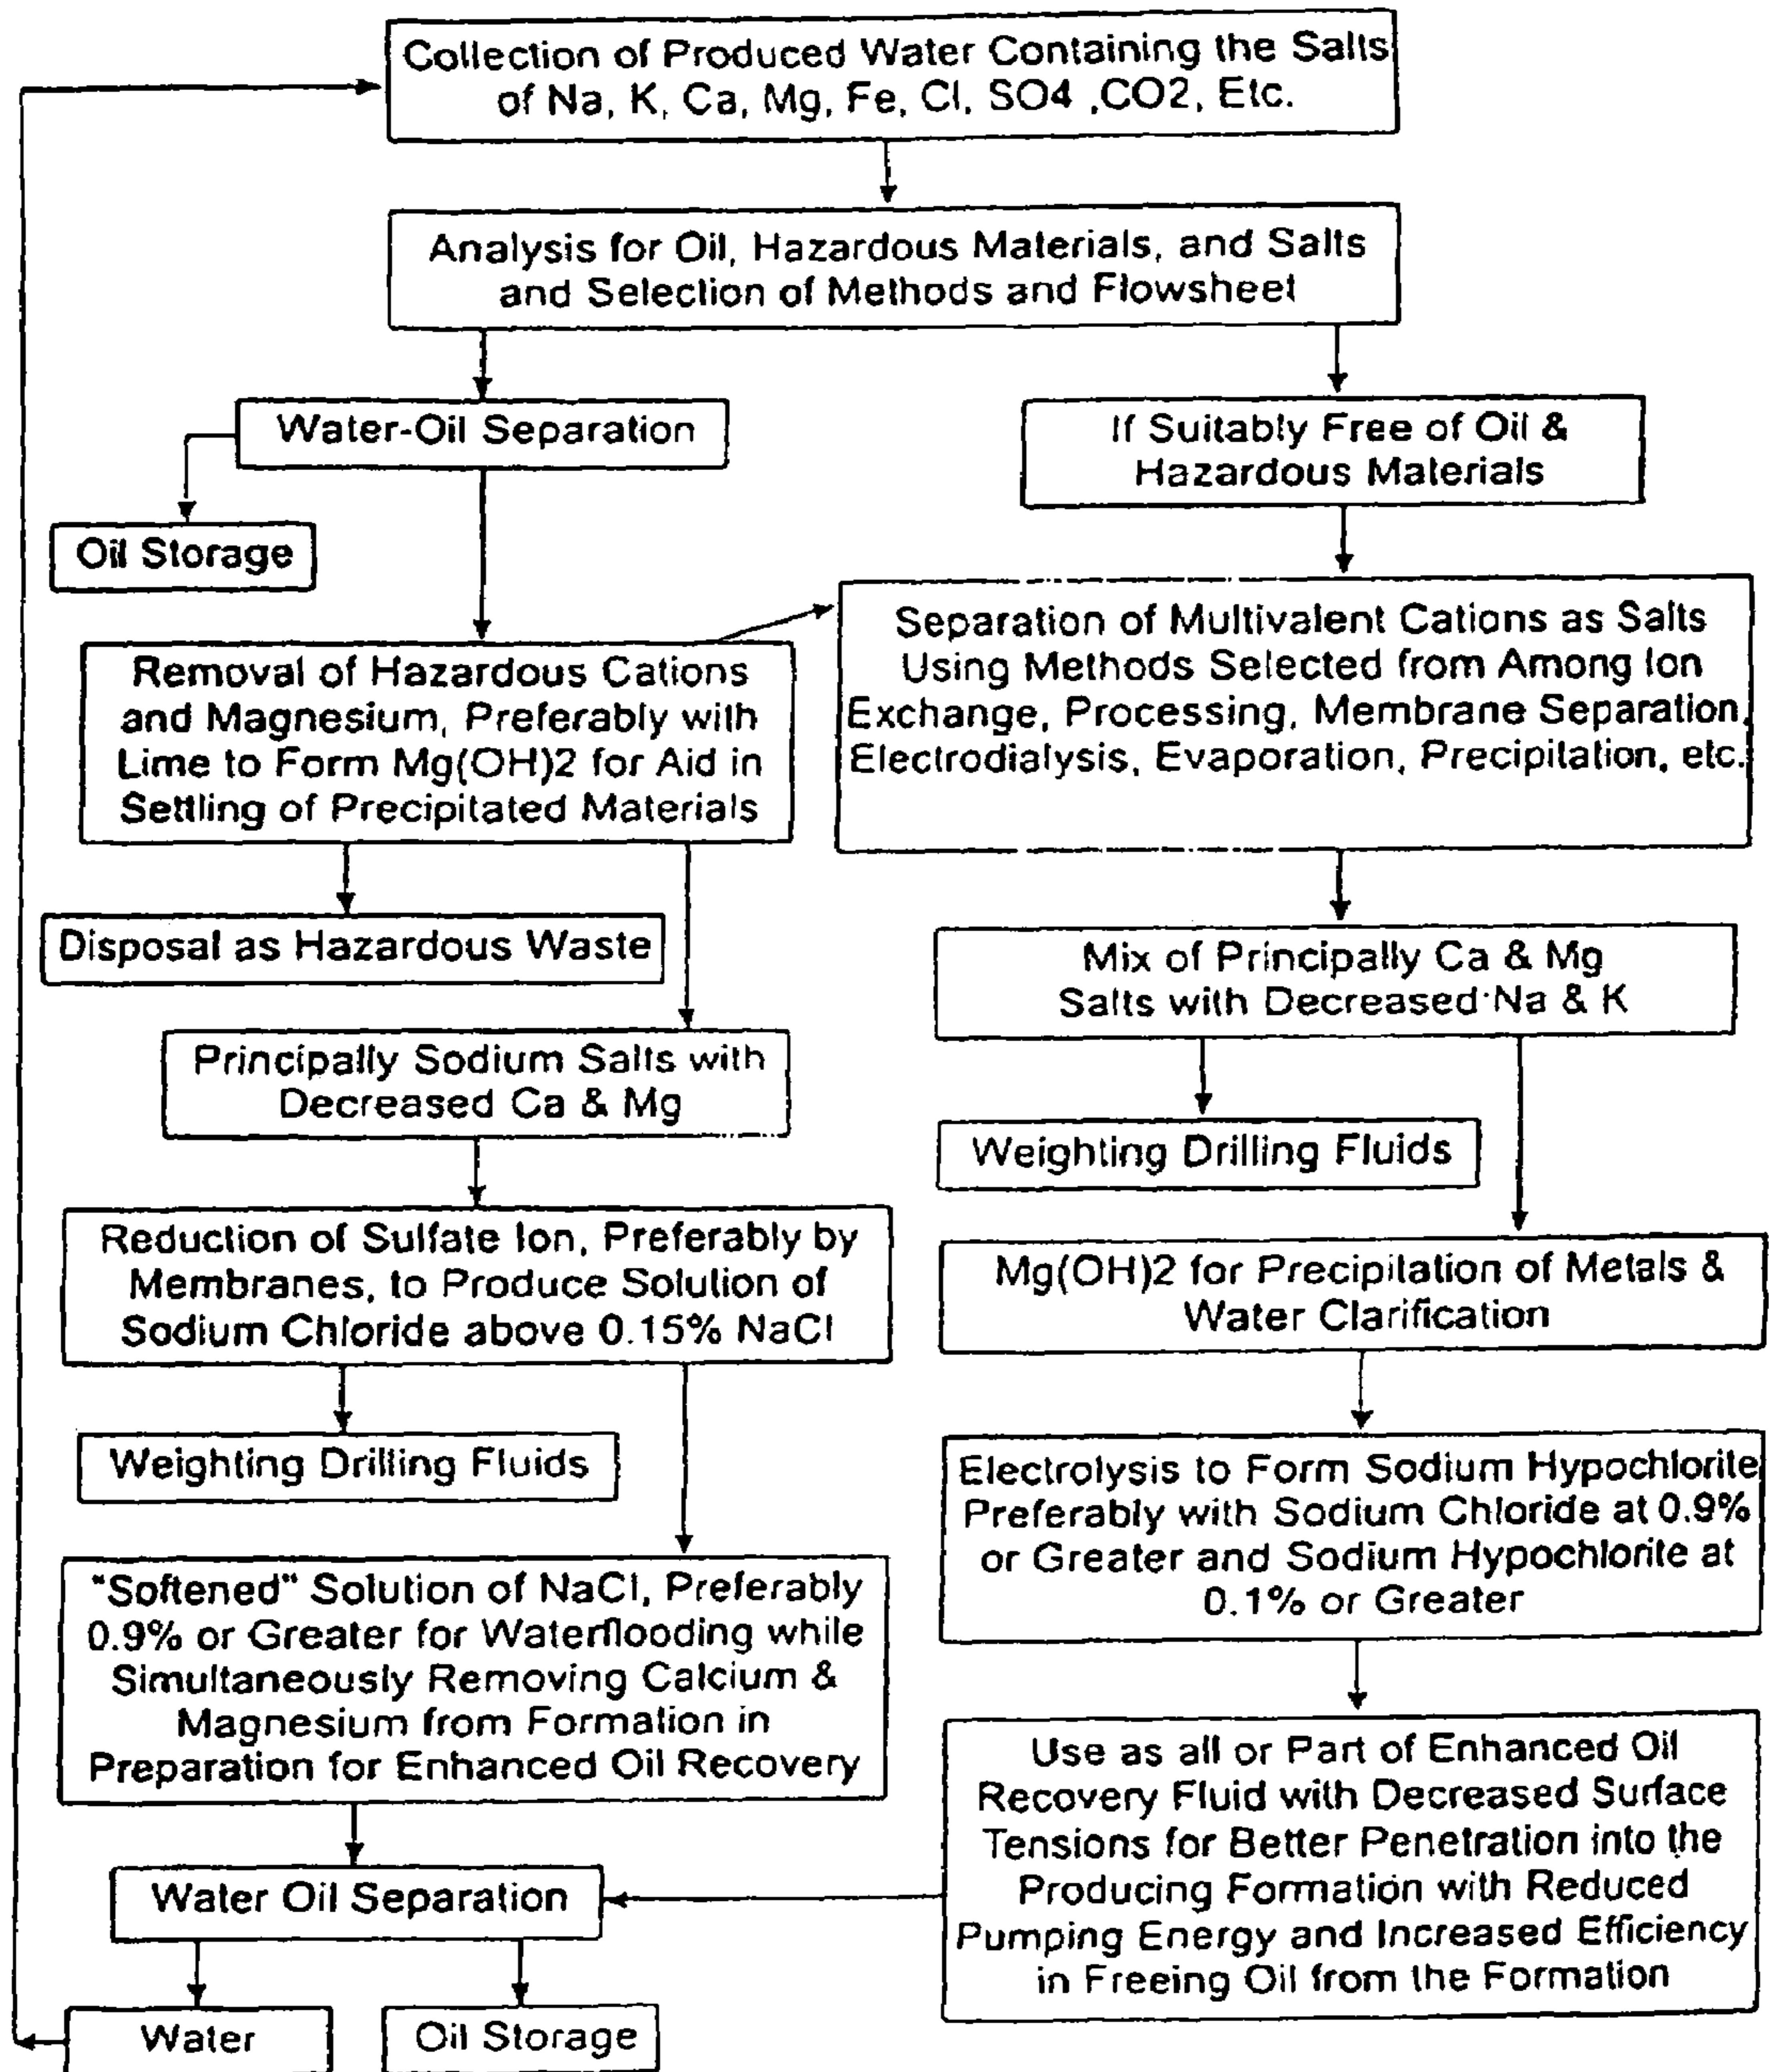 Collection of Produced Water Containing the Salts
of Na, K, Ca, Mg, Fe, Cl, SO4 ,CO2, Etc.
Analysis for Oil, Hazardous Materials, and Salts
and Selection of Methods and Flowsheet
Water-Oil Separation
If Suitably Free of Oil &
Hazardous Materials
Oil Storage
Removal of Hazardous Cations
and Magnesium, Preferably with
Lime to Form Mg(OH)2 for Aid in
Settling of Precipitated Materials
Separation of Multivalent Cations as Salts
Using Methods Selected from Among Ion
Exchange, Processing, Membrane Separation,
Electrodialysis, Evaporation, Precipitation, etc.
Disposal as Hazardous Waste
Mix of Principally Ca & Mg
Salts with Decreased Na & K
Principally Sodium Salts with
Decreased Ca & Mg
Weighting Drilling Fluids
Reduction of Sulfate Ion, Preferably by
Membranes, to Produce Solution of
Sodium Chloride above 0.15% NaCl
Mg(OH)2 for Precipitation of Metals &
Water Clarification
Weighting Drilling Fluids
Electrolysis to Form Sodium Hypochlorite
Preferably with Sodium Chloride at 0.9%
or Greater and Sodium Hypochlorite at
0.1% or Greater
"Softened" Solution of NaCl, Preferably
0.9% or Greater for Waterflooding while
Simultaneously Removing Calcium &
Magnesium from Formation in
Preparation for Enhanced Oil Recovery
Use as all or Part of Enhanced Oil
Recovery Fluid with Decreased Surface
Tensions for Better Penetration into the
Producing Formation with Reduced
Pumping Energy and Increased Efficiency
in Freeing Oil from the Formation
Water Oil Separation
Water
Oil Storage